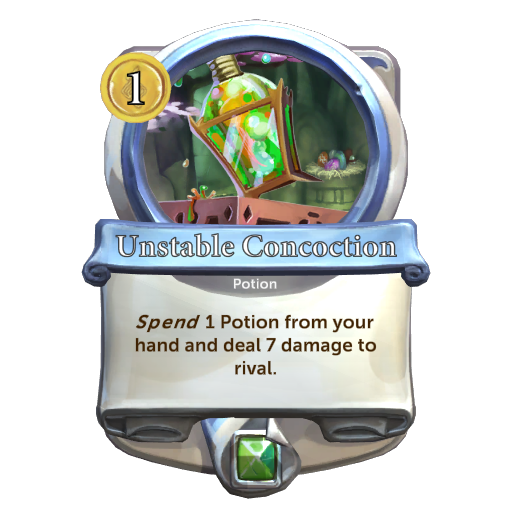 1
Unstable Concoction
Potion
Spend 1 Potion from your
hand and deal 7 damage to
rival.